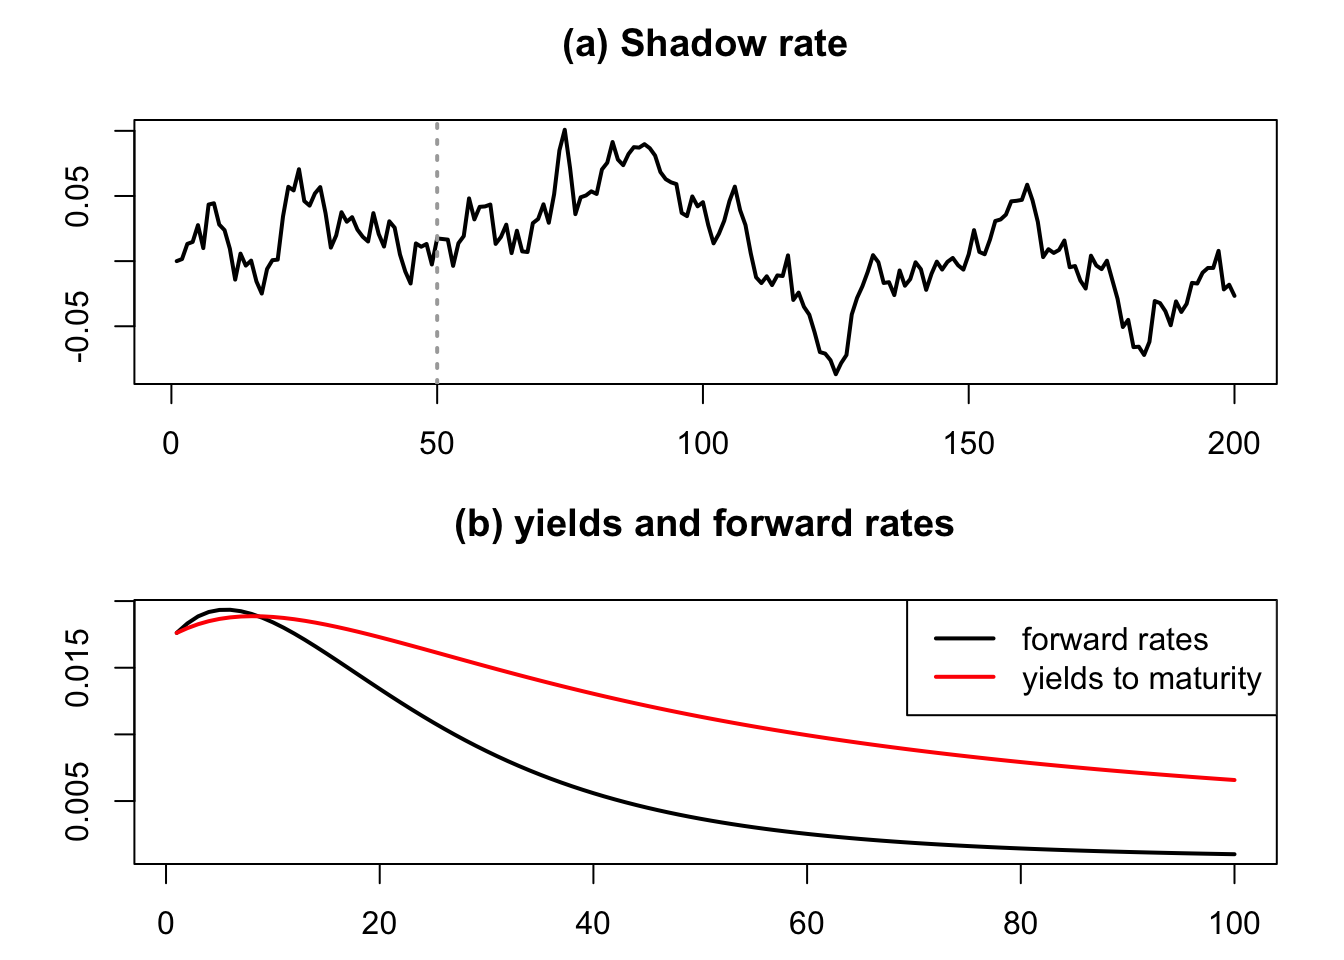 (a) Shadow rate
0.05
-0.05
0 50 100 150 200
(b) yields and forward rates
forward rates
yields to maturity
0.015
0.005
0 20 40 60 80 100